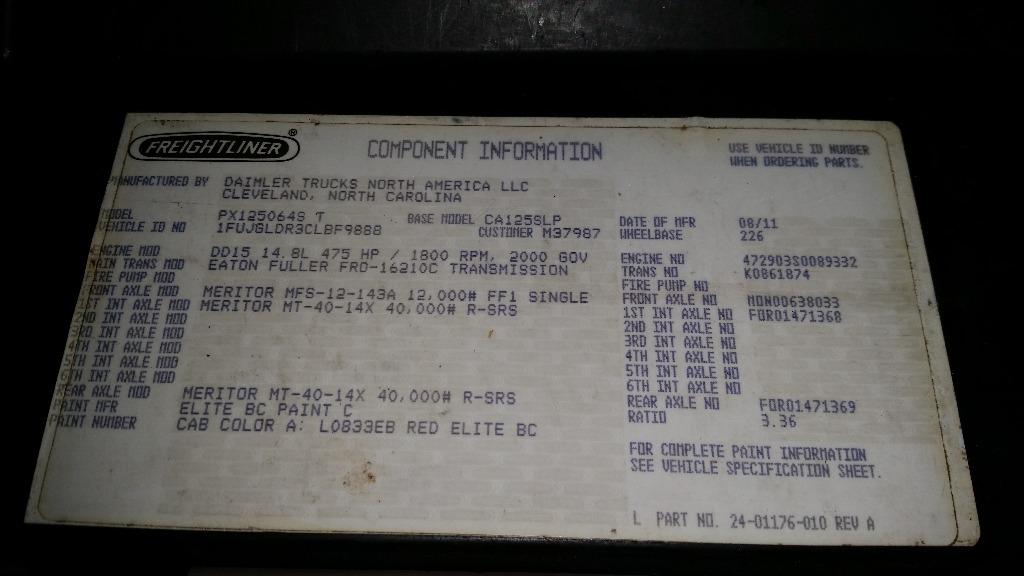 FREIGHTLINER ®
COMPONENT INFORMATION
USE VEHICLE ID NUMBER
WHEN ORDERING PARTS.
MANUFACTURED BY DAIMLER TRUCKS NORTH AMERICA LLC
CLEVELAND, NORTH CAROLINA
MODEL PX125064S T BASE MODEL CA125SLP DATE OF MFR 08/11
VEHICLE ID NO 1FUJGLDR3CLBF9888 CUSTOMER M37987 WHEELBASE 226
ENGINE MOD DD15 14.8L 475 HP / 1800 RPM, 2000 GOV ENGINE NO 472903S0089332
MAIN TRANS MOD EATON FULLER FRO-16210C TRANSMISSION TRANS NO K0861874
FIRE PUMP MOD FIRE PUMP NO
FRONT AXLE MOD MERITOR MFS-12-143A 12,000# FF1 SINGLE FRONT AXLE NO NON00638033
1ST INT AXLE MOD MERITOR MT-40-14X 40,000# R-SRS 1ST INT AXLE NO FOR01471368
2ND INT AXLE MOD 2ND INT AXLE NO
3RD INT AXLE MOD 3RD INT AXLE NO
4TH INT AXLE MOD 4TH INT AXLE NO
5TH INT AXLE MOD 5TH INT AXLE NO
6TH INT AXLE MOD 6TH INT AXLE NO
REAR AXLE MOD MERITOR MT-40-14X 40,000# R-SRS REAR AXLE NO FOR01471369
PAINT MFR ELITE BC PAINT C RATIO 3.36
PAINT NUMBER CAB COLOR A: L0833EB RED ELITE BC
FOR COMPLETE PAINT INFORMATION
SEE VEHICLE SPECIFICATION SHEET.
L PART NO. 24-01176-010 REV A